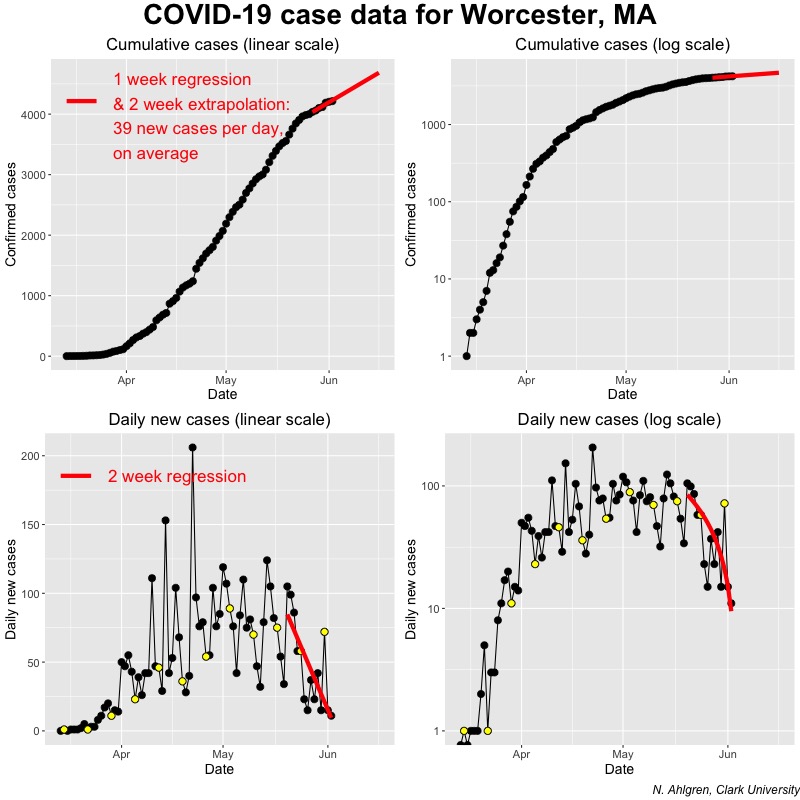 COVID-19 case data for Worcester, MA
Cumulative cases (linear scale)
1 week regression
& 2 week extrapolation:
39 new cases per day,
on average
Confirmed cases
4000
3000
2000
1000
0
Apr
May
Jun
Date
Cumulative cases (log scale)
Confirmed cases
1000
100
10
1
Apr
May
Jun
Date
Daily new cases (linear scale)
2 week regression
Daily new cases
200
150
100
50
0
Apr
May
Jun
Date
Daily new cases (log scale)
Daily new cases
100
10
1
Apr
May
Jun
Date
N. Ahlgren, Clark University